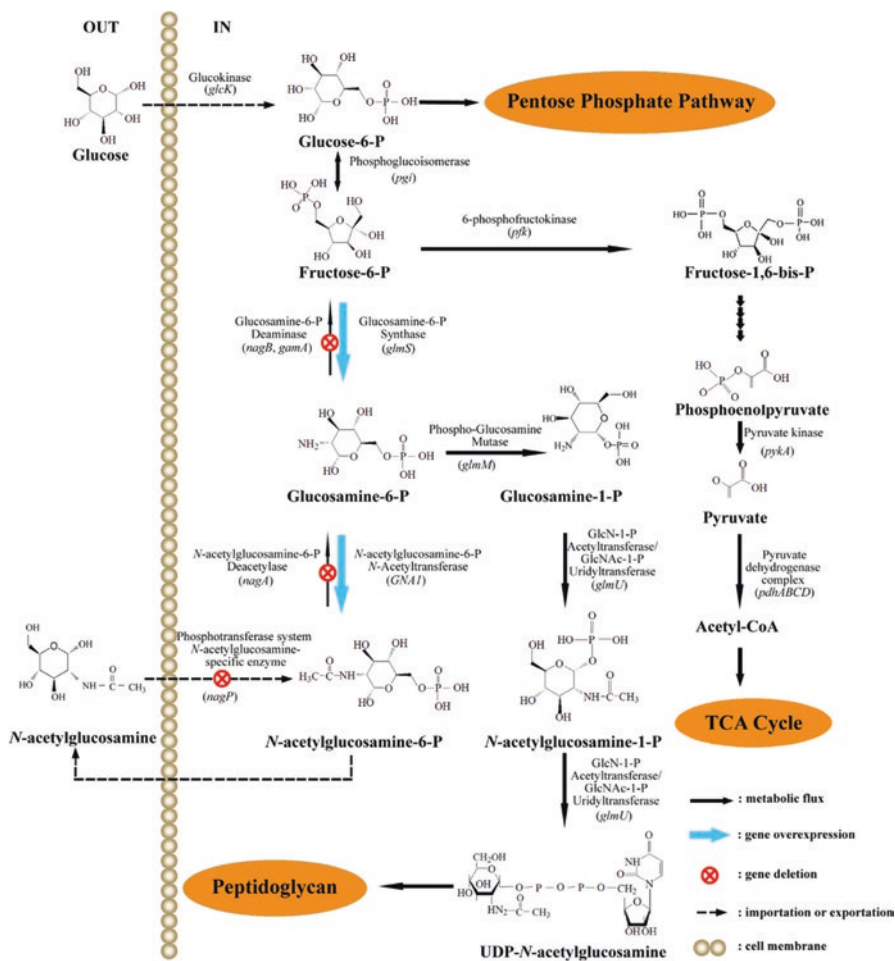 OUT
IN
Glucose
Glucokinase
(glcK)
Glucose-6-P
Pentose Phosphate Pathway
Phosphoglucoisomerase
(pgi)
Fructose-6-P
6-phosphofructokinase
(pfk)
Fructose-1,6-bis-P
Glucosamine-6-P
Deaminase
(nagB, gamA)
Glucosamine-6-P
Synthase
(glmS)
Phosphoenolpyruvate
Pyruvate kinase
(pykA)
Pyruvate
Glucosamine-6-P
Phospho-Glucosamine
Mutase
(glmM)
Glucosamine-1-P
N-acetylglucosamine-6-P
Deacetylase
(nagA)
N-acetylglucosamine-6-P
N-Acetyltransferase
(GNA1)
GlcN-1-P
Acetyltransferase/
GlcNAc-1-P
Uridyltransferase
(glmU)
Pyruvate
dehydrogenase
complex
(pdhABCD)
Acetyl-CoA
TCA Cycle
N-acetylglucosamine
Phosphotransferase system
N-acetylglucosamine-
specific enzyme
(nagP)
N-acetylglucosamine-6-P
N-acetylglucosamine-1-P
GlcN-1-P
Acetyltransferase/
GlcNAc-1-P
Uridyltransferase
(glmU)
Peptidoglycan
UDP-N-acetylglucosamine
: metabolic flux
: gene overexpression
: gene deletion
: importation or exportation
: cell membrane